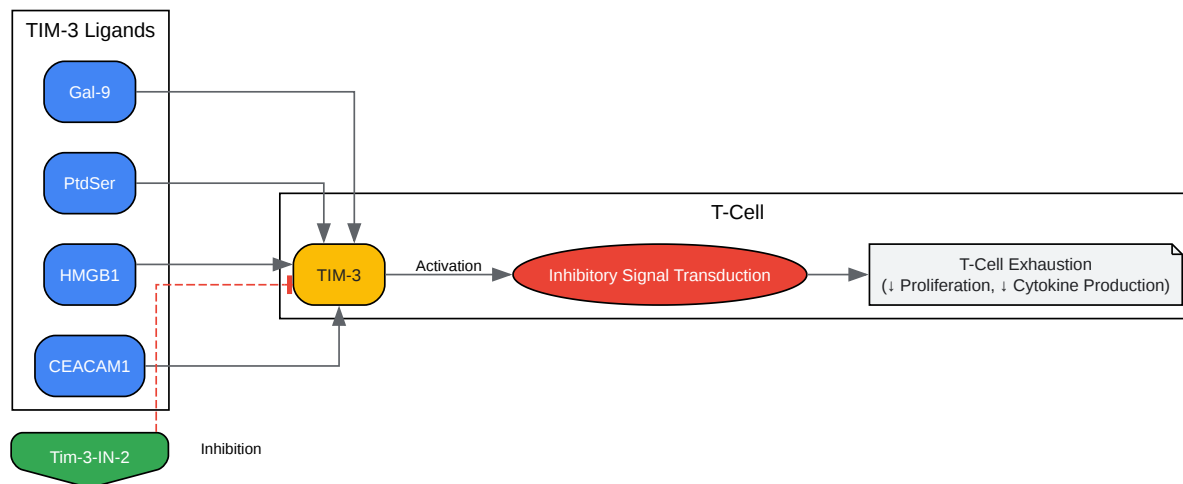 TIM-3 Ligands
Gal-9
PtdSer
HMGB1
CEACAM1
Tim-3-IN-2
Inhibition
T-Cell
TIM-3
Activation
Inhibitory Signal Transduction
T-Cell Exhaustion
(↓ Proliferation, ↓ Cytokine Production)